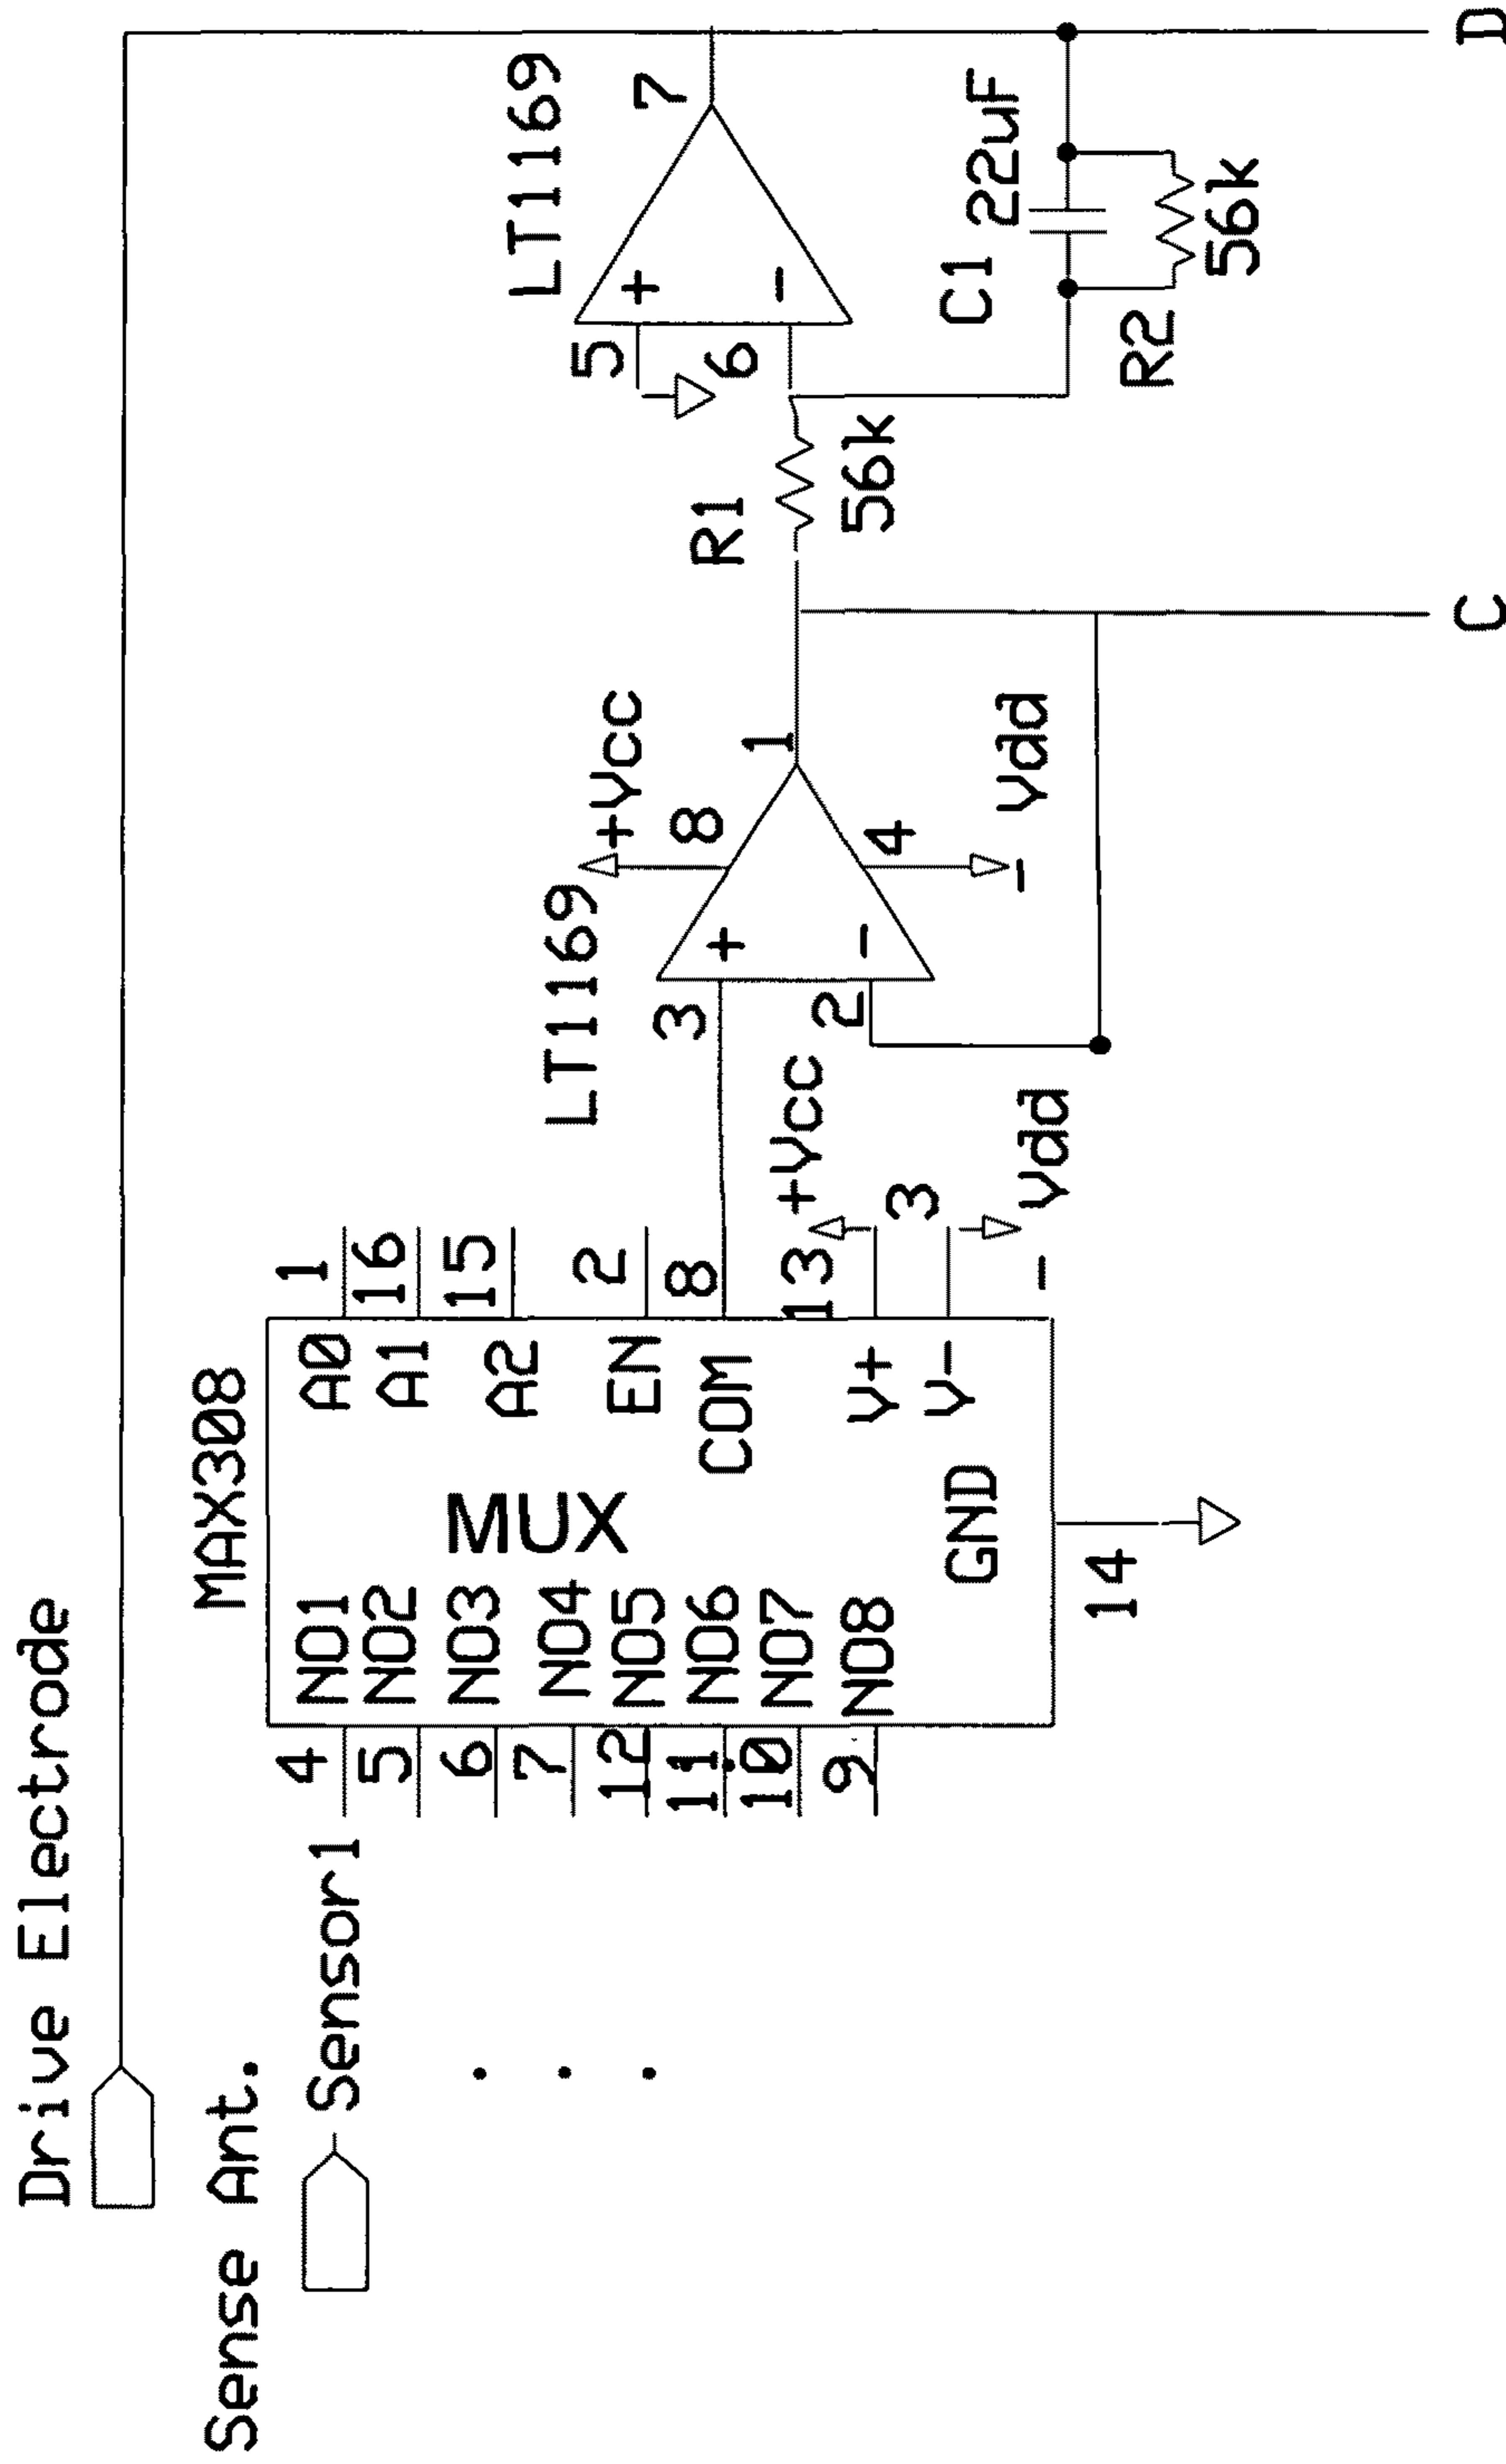 Drive Electrode
Sense Ant.
Sensor1
MAX308
MUX
4 NO1
5 NO2
6 NO3
7 NO4
12 NO5
11 NO6
10 NO7
9 NO8
A0 1
A1 16
A2 15
EN 2
COM 8
V+ 13
+Vcc
V- 3
- Vdd
GND
14
LT1169
+Vcc
3 +
8
1
2 -
4
- Vdd
R1
56k
LT1169
5 +
7
6 -
C1 22uF
R2 56k
C
D